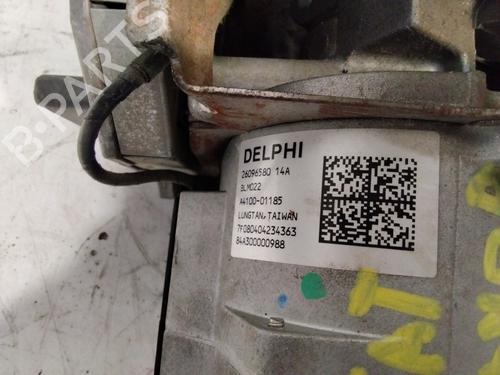 B-PARTS
DELPHI
26096580 14A
BLM022
A4100-01185
LUNGTAN, TAIWAN
7F080404234363
84A300000988